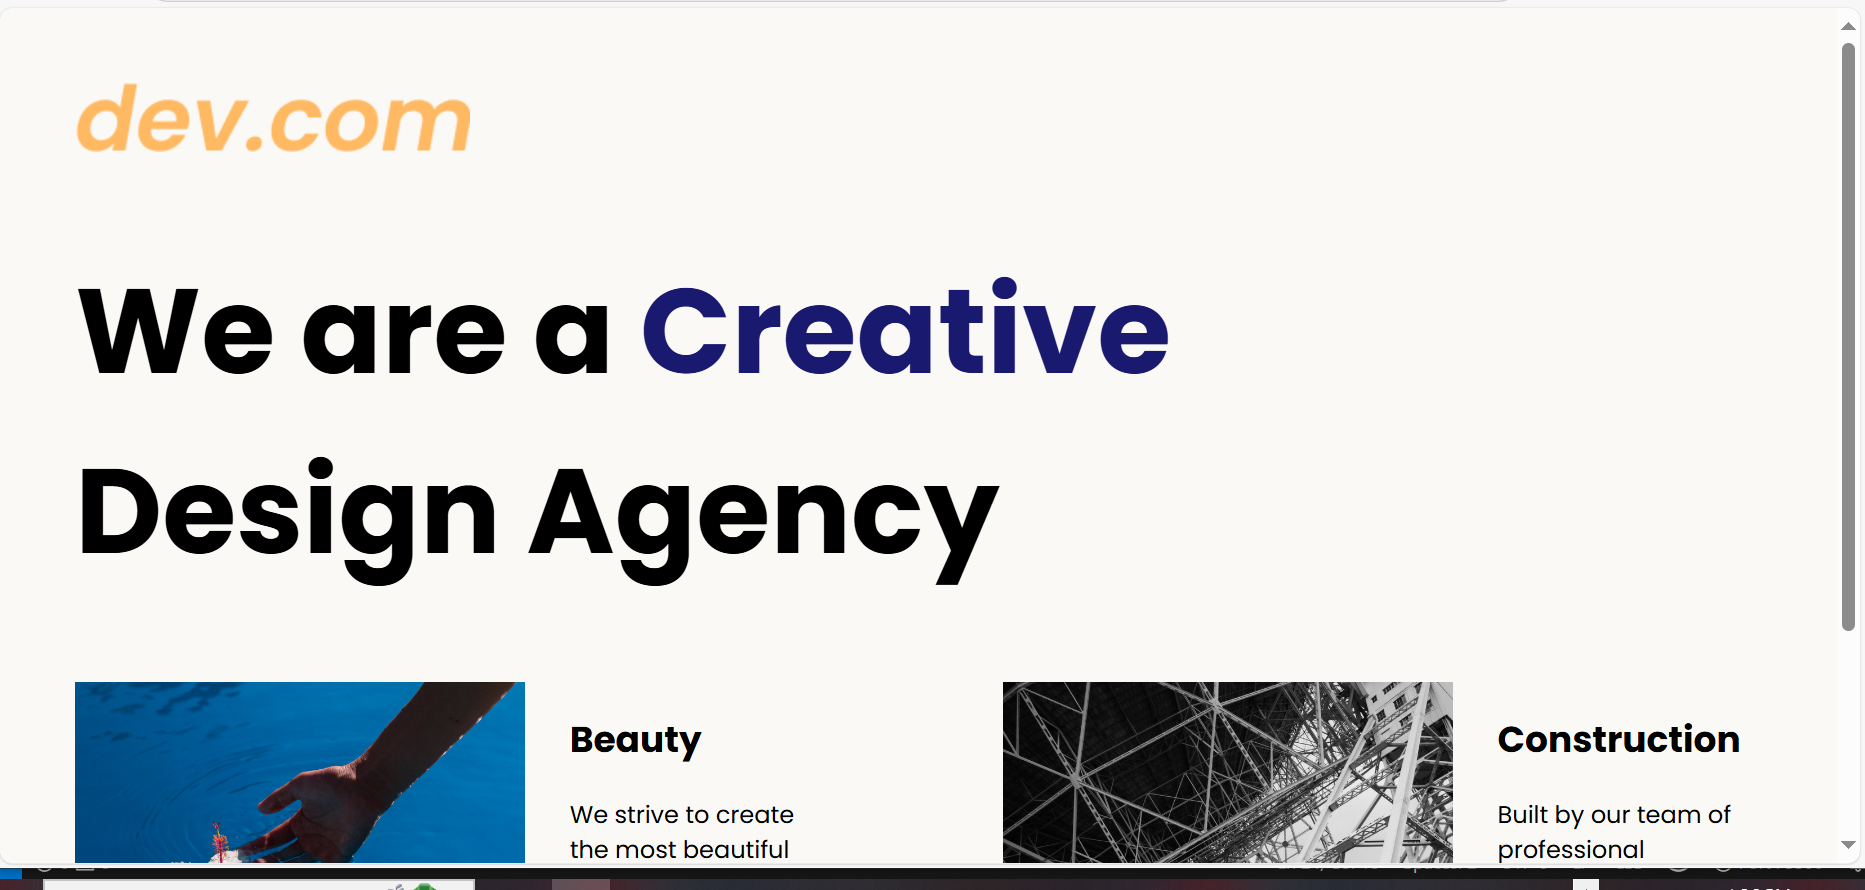 dev.com
We are a Creative
Design Agency
Beauty
We strive to create
the most beautiful
Construction
Built by our team of
professional